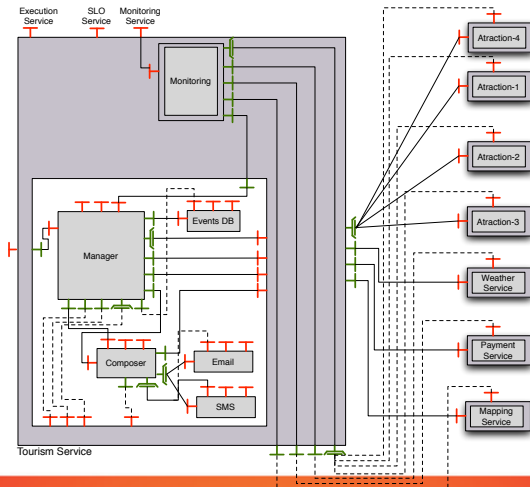 Execution
Service
SLO
Service
Monitoring
Service
Monitoring
Atraction-4
Atraction-1
Atraction-2
Atraction-3
Events DB
Manager
Weather
Service
Composer
Email
SMS
Payment
Service
Mapping
Service
Tourism Service